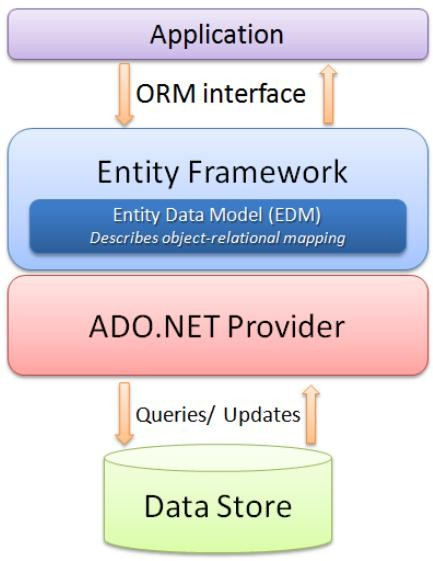 Application
ORM interface
Entity Framework
Entity Data Model (EDM)
Describes object-relational mapping
ADO.NET Provider
Queries/ Updates
Data Store